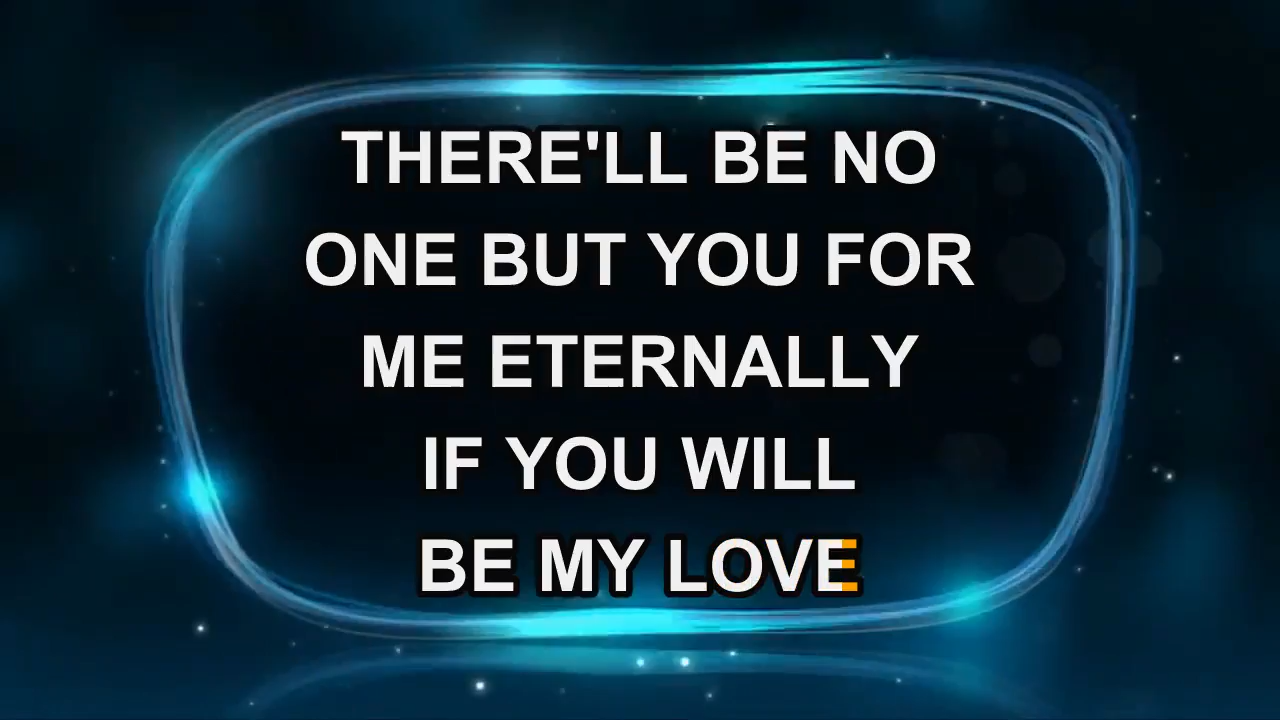 THERE'LL BE NO
ONE BUT YOU FOR
ME ETERNALLY
IF YOU WILL
BE MY LOVE